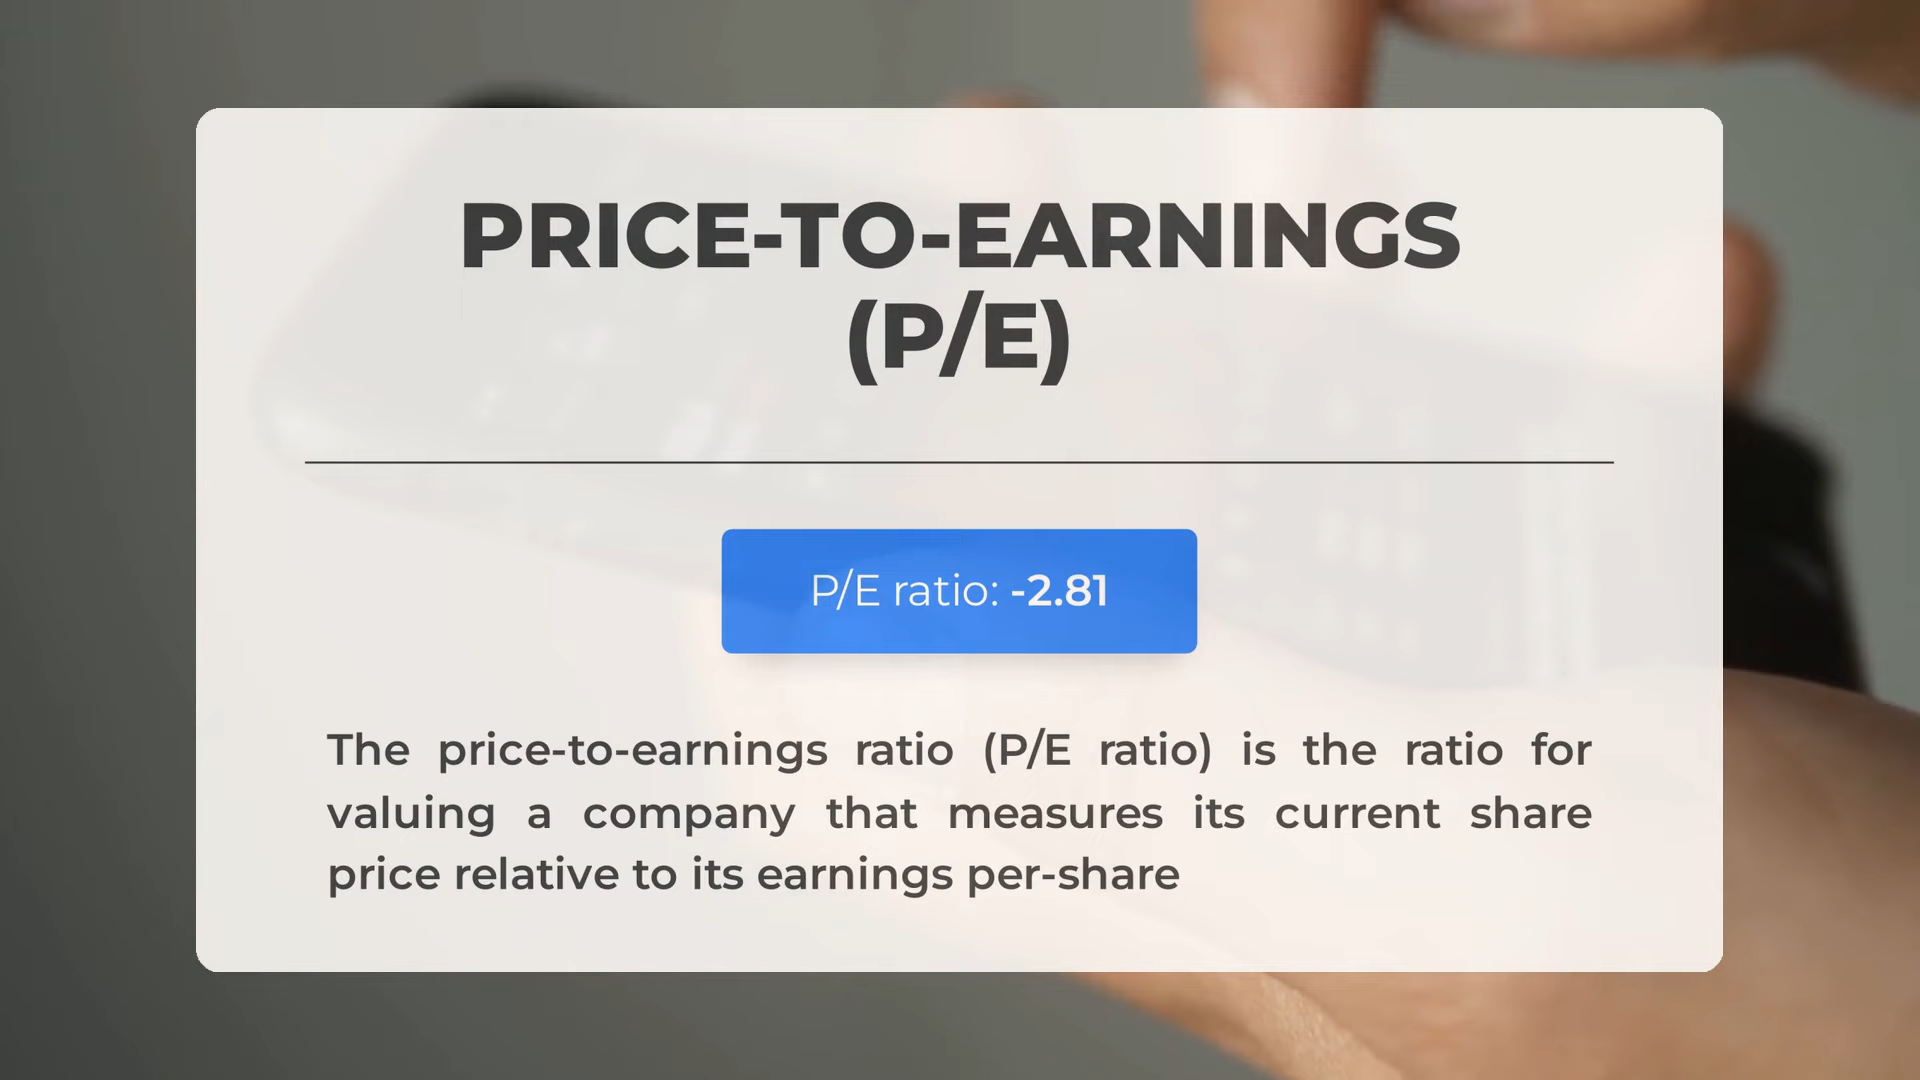 PRICE-TO-EARNINGS
(P/E)
P/E ratio: -2.81
The price-to-earnings ratio (P/E ratio) is the ratio for
valuing a company that measures its current share
price relative to its earnings per-share